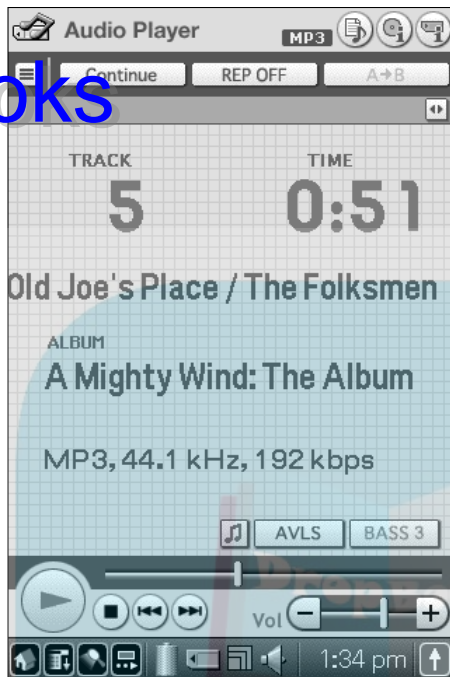 Audio Player MP3
Continue REP OFF A→B
oks
TRACK TIME
5 0:51
Old Joe's Place / The Folksmen
ALBUM
A Mighty Wind: The Album
MP3, 44.1 kHz, 192 kbps
AVLS BASS 3
Vol
1:34 pm